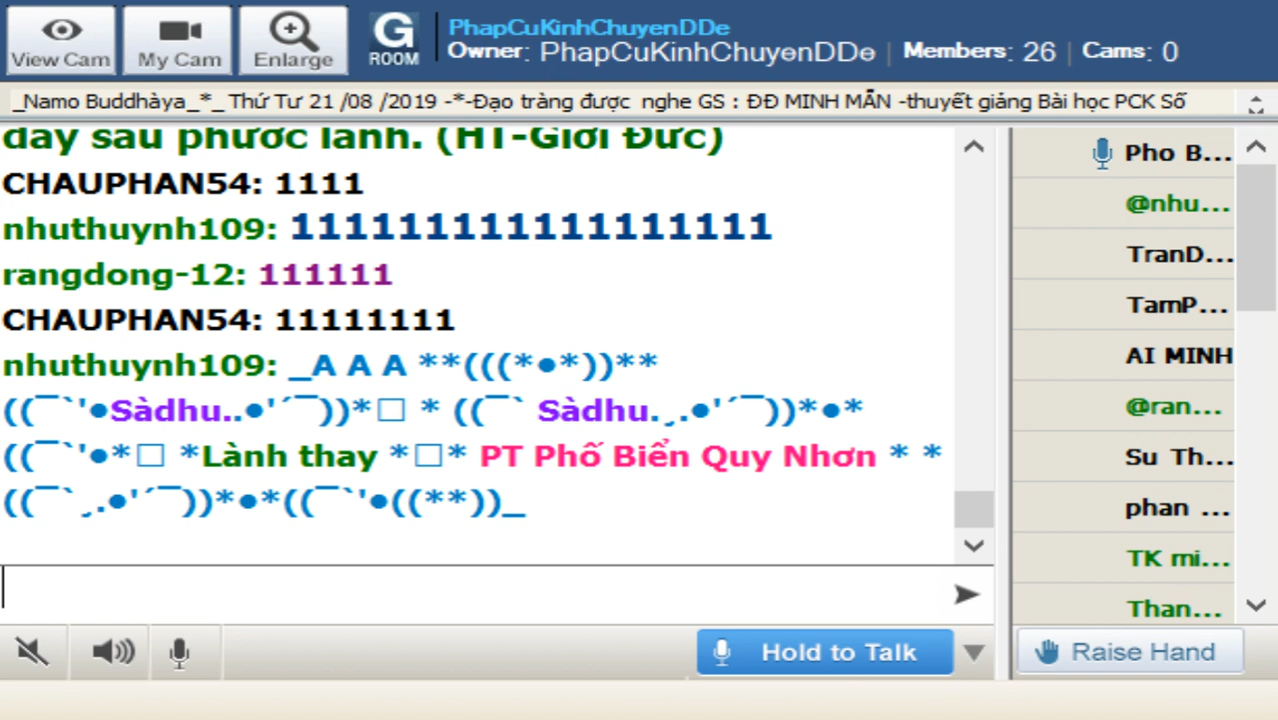 View Cam
My Cam
Enlarge
G
ROOM
PhapCuKinhChuyenDDe
Owner: PhapCuKinhChuyenDDe | Members: 26 | Cams: 0
_Namo Buddhàya_*_ Thứ Tư 21 /08 /2019 -*-Đạo tràng được nghe GS : ĐĐ MINH MẪN -thuyết giảng Bài học PCK Số
dày sâu phước lành. (HT-Giới Đức)
CHAUPHAN54: 1111
nhuthuynh109: 111111111111111111
rangdong-12: 111111
CHAUPHAN54: 11111111
nhuthuynh109: _A A A **(((*●*))**
((¯`'●Sàdhu..●'´¯))*□ * ((¯` Sàdhu.¸.●'´¯))*●*
((¯`'●*□ *Lành thay *□* PT Phố Biển Quy Nhơn * *
((¯`¸.●'´¯))*●*((¯`'●((**))_
Pho B...
@nhu...
TranD...
TamP...
AI MINH
@ran...
Su Th...
phan ...
TK mi...
Than...
Hold to Talk
Raise Hand